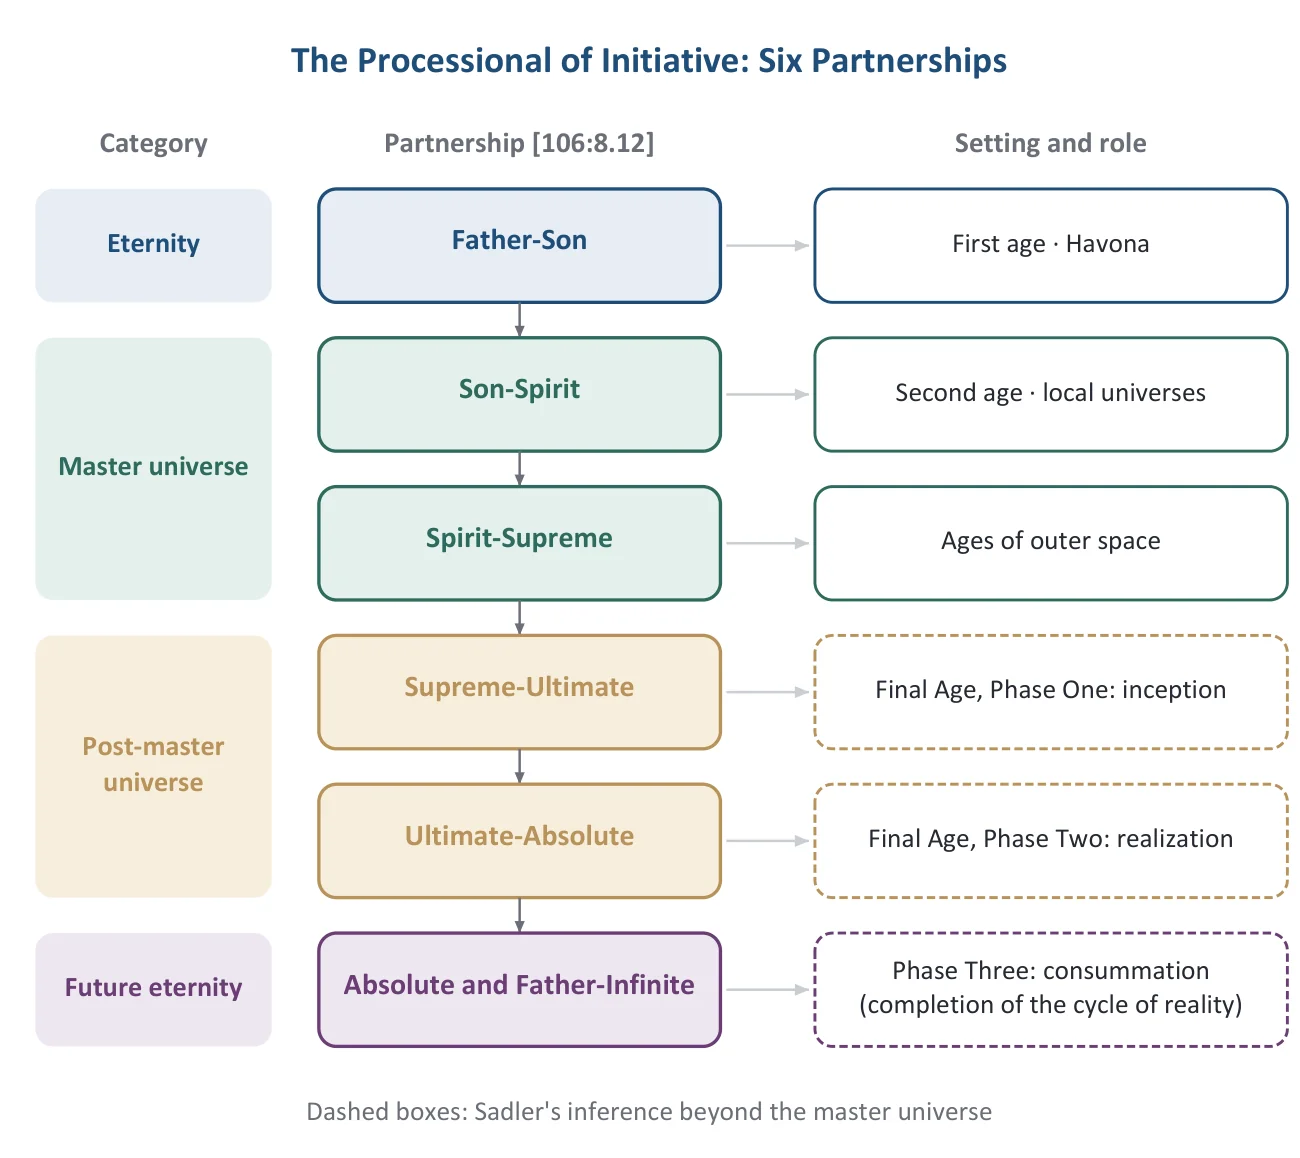 The Processional of Initiative: Six Partnerships
Category
Partnership [106:8.12]
Setting and role
Eternity
Father-Son
First age · Havona
Master universe
Son-Spirit
Second age · local universes
Spirit-Supreme
Ages of outer space
Post-master
universe
Supreme-Ultimate
Final Age, Phase One: inception
Ultimate-Absolute
Final Age, Phase Two: realization
Future eternity
Absolute and Father-Infinite
Phase Three: consummation
(completion of the cycle of reality)
Dashed boxes: Sadler's inference beyond the master universe